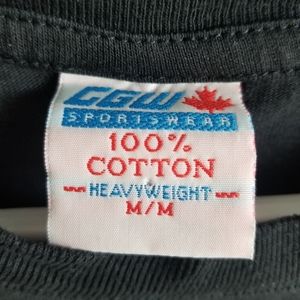 CGW
SPORTSWEAR
100%
COTTON
HEAVYWEIGHT
M/M